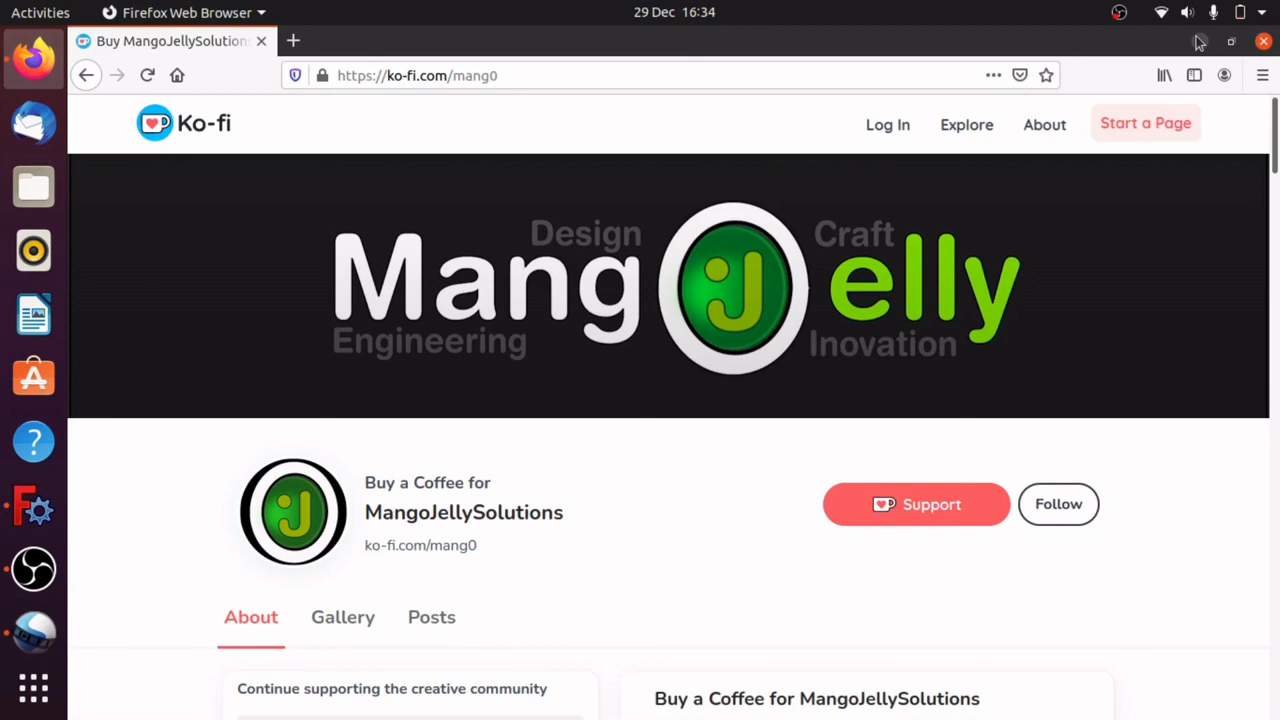 Activities Firefox Web Browser 29 Dec 16:34
Buy MangoJellySolution
https://ko-fi.com/mang0
Ko-fi Log In Explore About Start a Page
Design Craft
Mang J elly
Engineering Inovation
Buy a Coffee for
MangoJellySolutions
ko-fi.com/mang0
Support Follow
About Gallery Posts
Continue supporting the creative community
Buy a Coffee for MangoJellySolutions